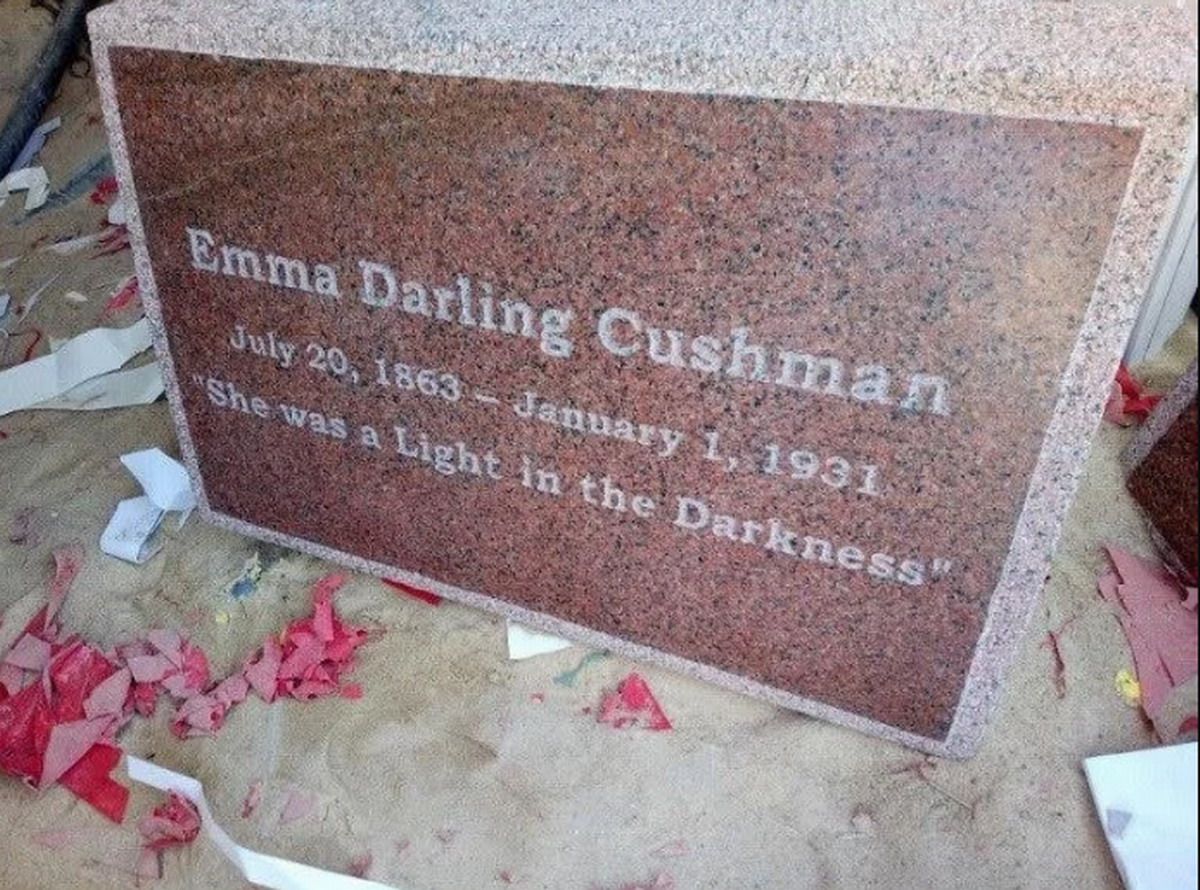 Emma Darling Cushman
July 20, 1863 – January 1, 1931
"She was a Light in the Darkness"